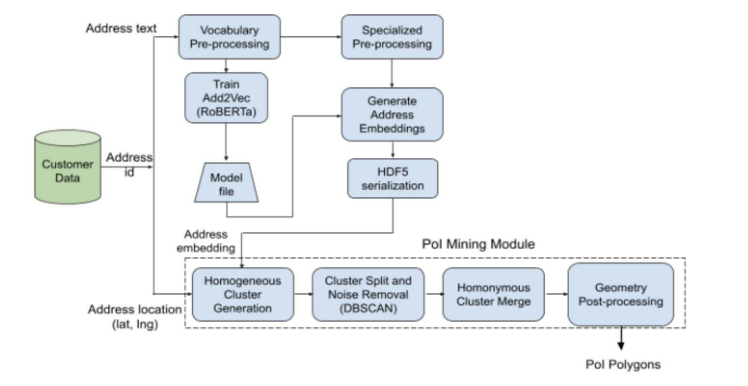 Address text
Vocabulary
Pre-processing
Specialized
Pre-processing
Train
Add2Vec
(RoBERTa)
Generate
Address
Embeddings
Customer
Data
Address
id
Model
file
HDF5
serialization
Address
embedding
PoI Mining Module
Homogeneous
Cluster
Generation
Cluster Split and
Noise Removal
(DBSCAN)
Homonymous
Cluster Merge
Geometry
Post-processing
Address location
(lat, lng)
PoI Polygons